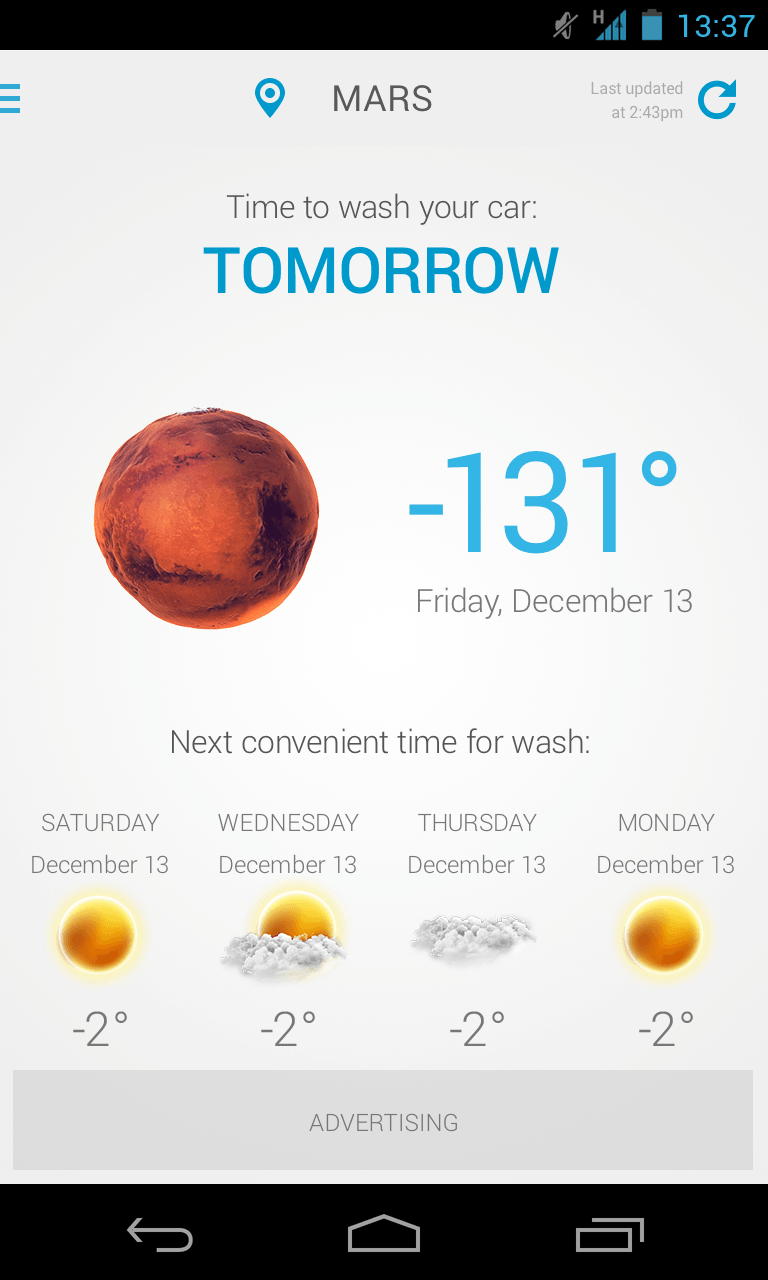 H
13:37
MARS
Last updated
at 2:43pm
Time to wash your car:
TOMORROW
-131°
Friday, December 13
Next convenient time for wash:
SATURDAY WEDNESDAY THURSDAY MONDAY
December 13 December 13 December 13 December 13
-2° -2° -2° -2°
ADVERTISING